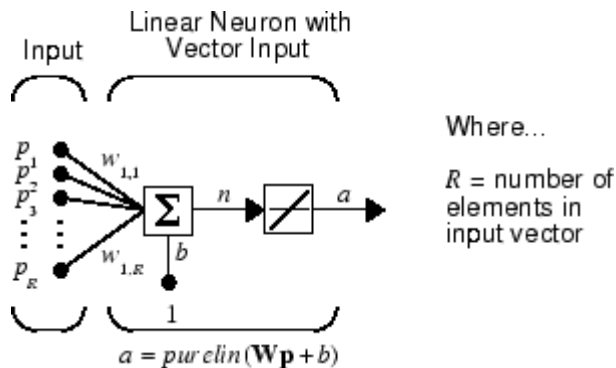 Linear Neuron with
Input Vector Input
Where...
p₁ w₁,₁
p₂
p₃
R = number of
elements in
input vector
Σ n a
p_R w₁,R b
1
a = purelin(Wp + b)